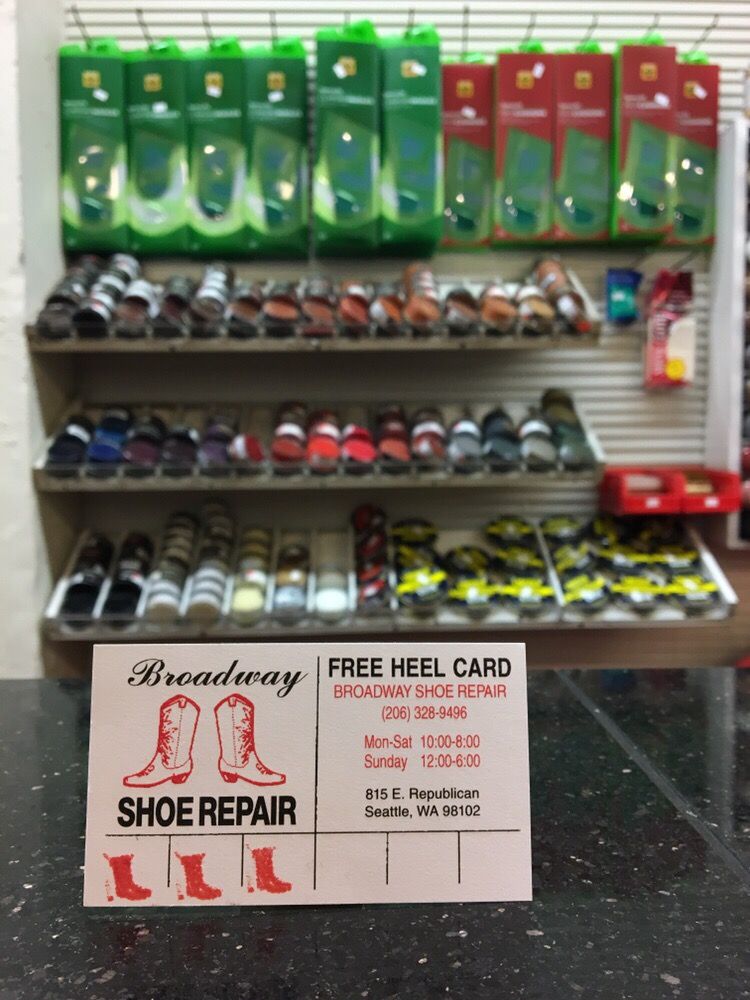 Broadway
SHOE REPAIR
FREE HEEL CARD
BROADWAY SHOE REPAIR
(206) 328-9496
Mon-Sat 10:00-8:00
Sunday 12:00-6:00
815 E. Republican
Seattle, WA 98102